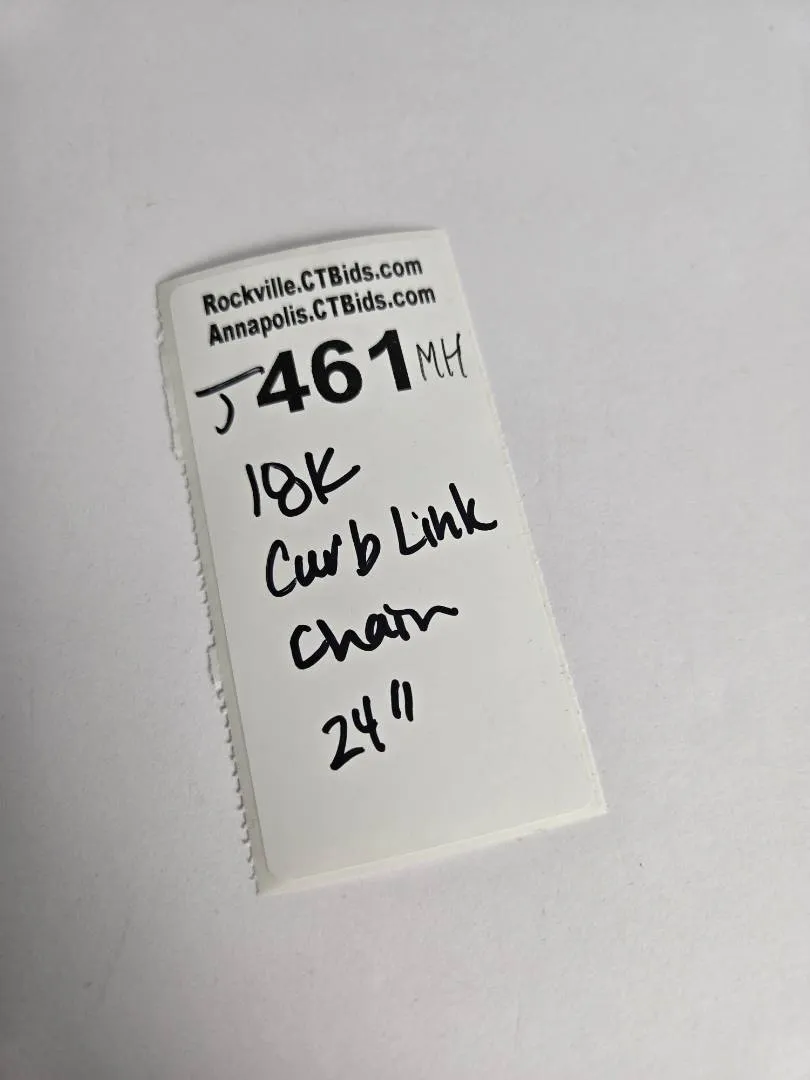 Rockville.CTBids.com
Annapolis.CTBids.com
J461MH
18K
Curb Link
Chain
24"